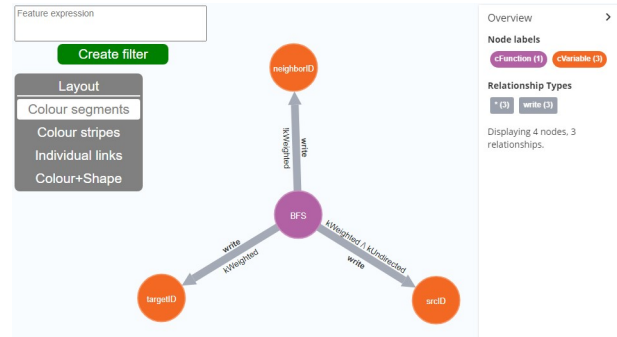 Feature expression
Create filter
Layout
Colour segments
Colour stripes
Individual links
Colour+Shape
neighborID
!kWeighted
write
BFS
write
kWeighted
kWeighted /\ kUndirected
write
targetID
srcID
Overview
Node labels
cFunction (1) cVariable (3)
Relationship Types
* (3) write (3)
Displaying 4 nodes, 3
relationships.